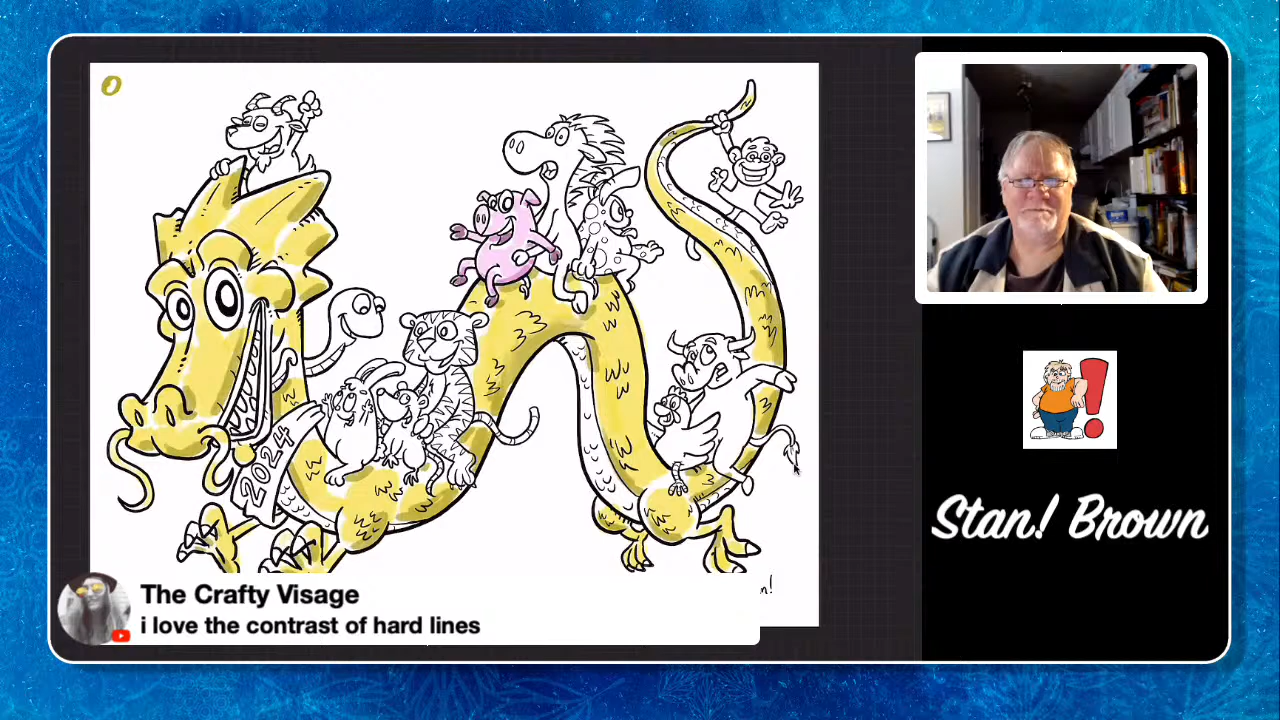 2024
n!
The Crafty Visage
i love the contrast of hard lines
Stan! Brown